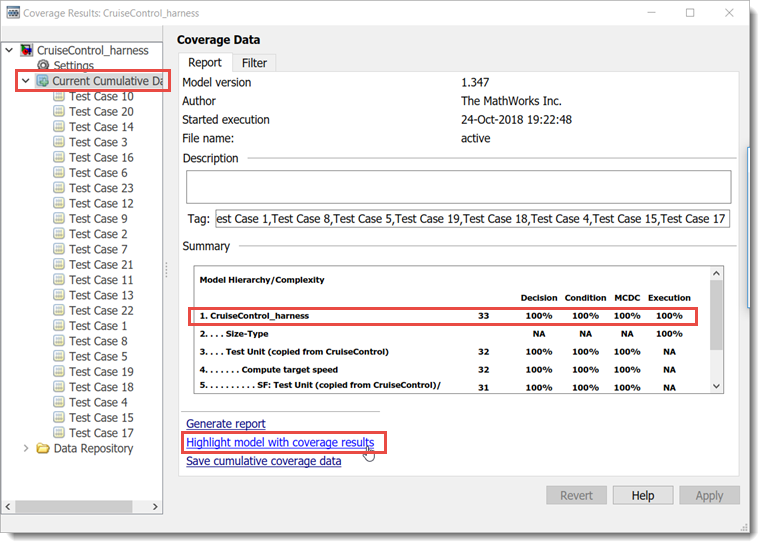 Coverage Results: CruiseControl_harness
CruiseControl_harness
Settings
Current Cumulative Da
Test Case 10
Test Case 20
Test Case 14
Test Case 3
Test Case 16
Test Case 6
Test Case 23
Test Case 12
Test Case 9
Test Case 2
Test Case 7
Test Case 21
Test Case 11
Test Case 13
Test Case 22
Test Case 1
Test Case 8
Test Case 5
Test Case 19
Test Case 18
Test Case 4
Test Case 15
Test Case 17
Data Repository
Coverage Data
Report Filter
Model version 1.347
Author The MathWorks Inc.
Started execution 24-Oct-2018 19:22:48
File name: active
Description
Tag: est Case 1,Test Case 8,Test Case 5,Test Case 19,Test Case 18,Test Case 4,Test Case 15,Test Case 17
Summary
Model Hierarchy/Complexity
Decision Condition MCDC Execution
1. CruiseControl_harness 33 100% 100% 100% 100%
2. . . . Size-Type NA NA NA 100%
3. . . . Test Unit (copied from CruiseControl) 32 100% 100% 100% NA
4. . . . . . . Compute target speed 32 100% 100% 100% NA
5. . . . . . . . . . SF: Test Unit (copied from CruiseControl)/ 31 100% 100% 100% NA
Generate report
Highlight model with coverage results
Save cumulative coverage data
Revert Help Apply